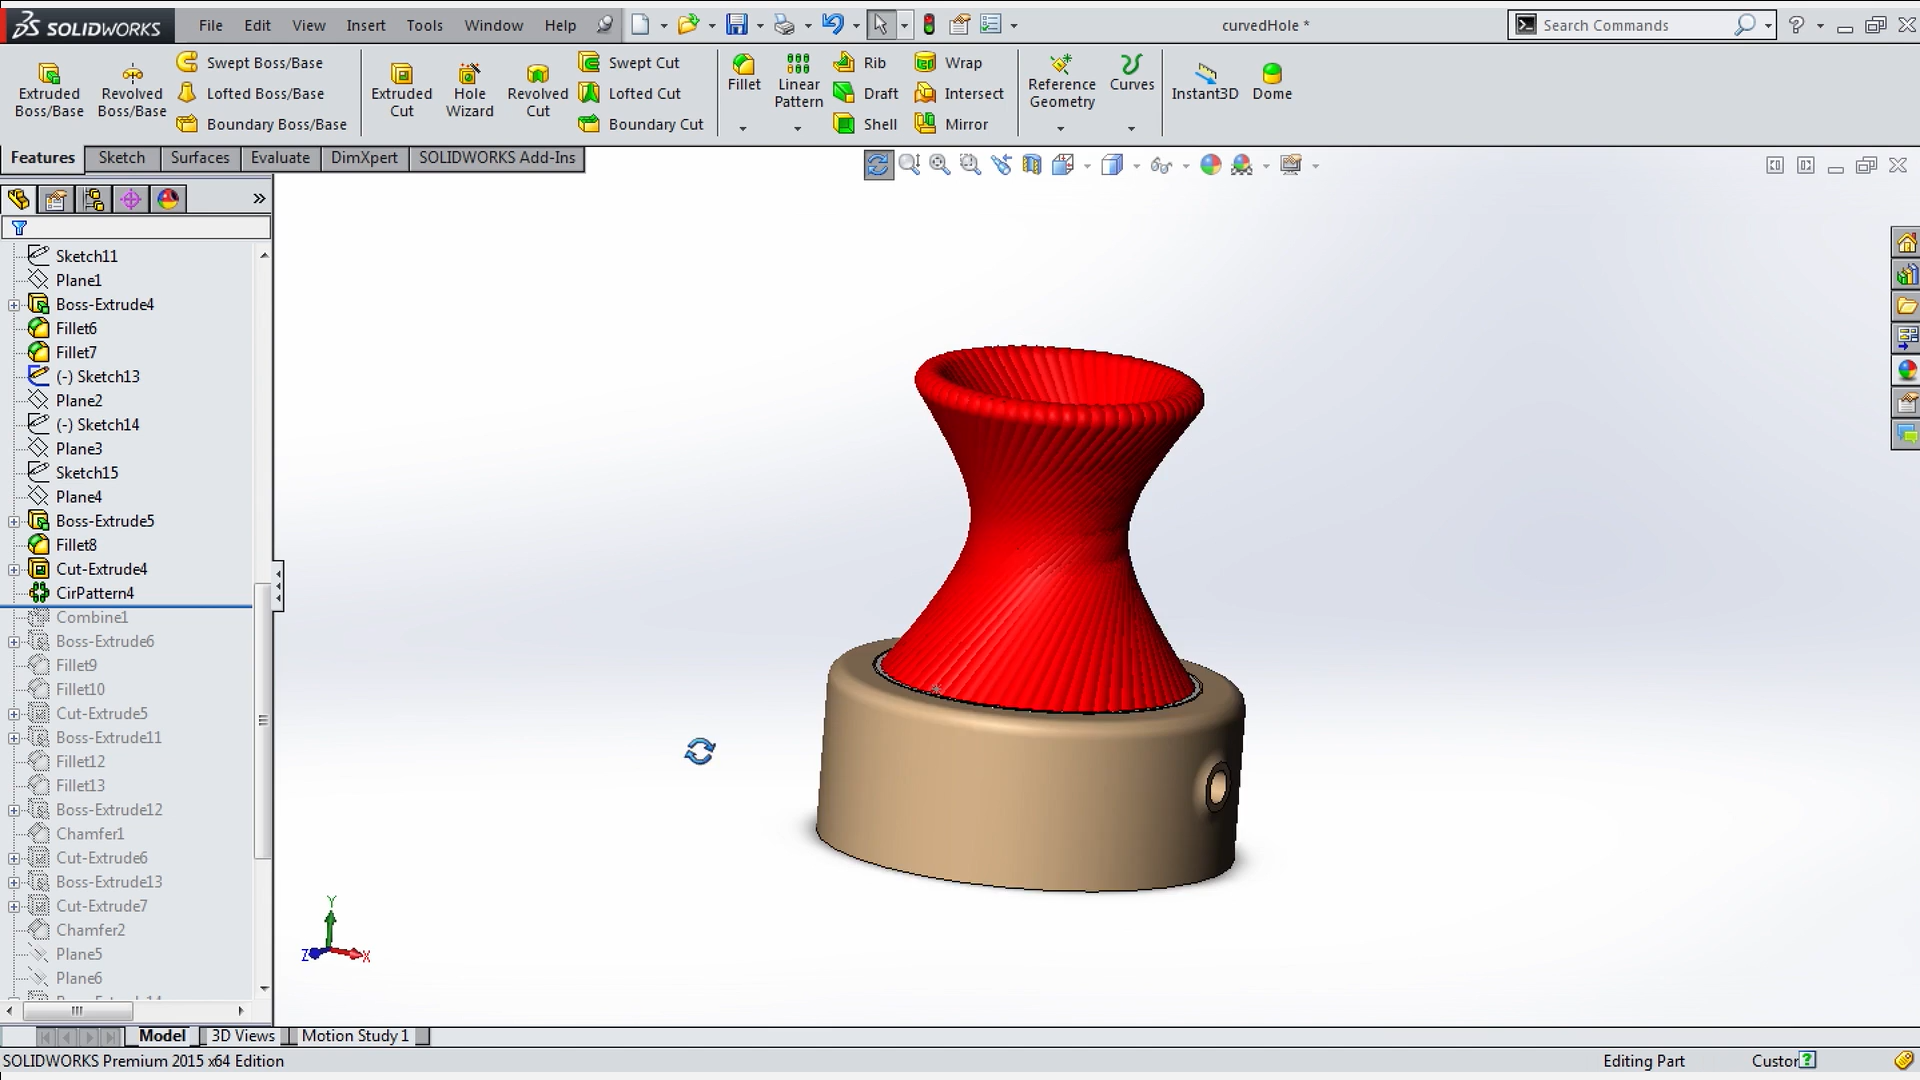 SOLIDWORKS File Edit View Insert Tools Window Help curvedHole * Search Commands
Extruded Boss/Base
Revolved Boss/Base
Swept Boss/Base
Lofted Boss/Base
Boundary Boss/Base
Extruded Cut
Hole Wizard
Revolved Cut
Swept Cut
Lofted Cut
Boundary Cut
Fillet
Linear Pattern
Rib
Draft
Shell
Wrap
Intersect
Mirror
Reference Geometry
Curves
Instant3D
Dome
Features Sketch Surfaces Evaluate DimXpert SOLIDWORKS Add-Ins
Sketch11
Plane1
Boss-Extrude4
Fillet6
Fillet7
(-) Sketch13
Plane2
(-) Sketch14
Plane3
Sketch15
Plane4
Boss-Extrude5
Fillet8
Cut-Extrude4
CirPattern4
Combine1
Boss-Extrude6
Fillet9
Fillet10
Cut-Extrude5
Boss-Extrude11
Fillet12
Fillet13
Boss-Extrude12
Chamfer1
Cut-Extrude6
Boss-Extrude13
Cut-Extrude7
Chamfer2
Plane5
Plane6
Y
Z X
Model 3D Views Motion Study 1
SOLIDWORKS Premium 2015 x64 Edition Editing Part Custor